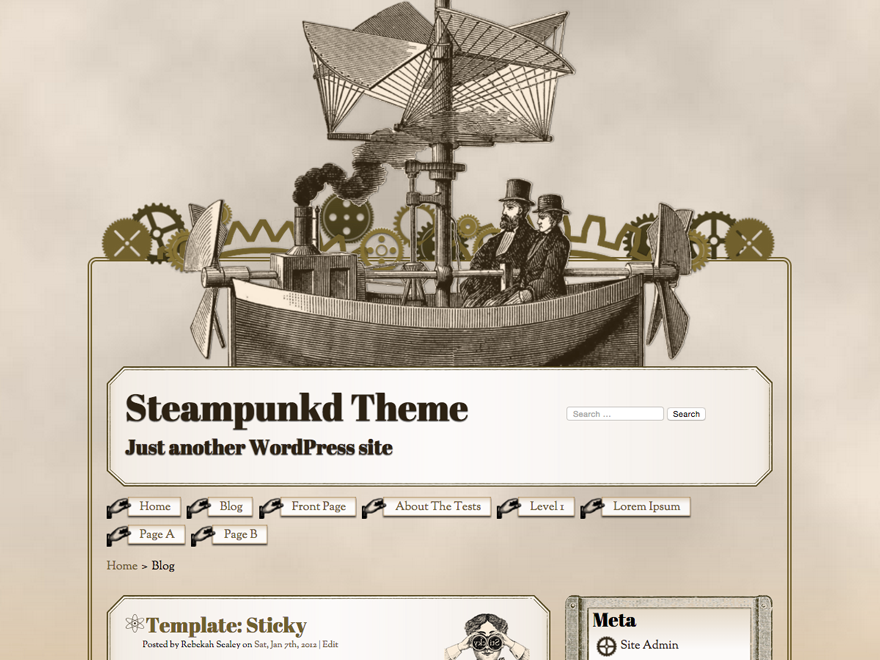 Steampunkd Theme
Just another WordPress site
Search ...
Search
Home
Blog
Front Page
About The Tests
Level 1
Lorem Ipsum
Page A
Page B
Home > Blog
Template: Sticky
Posted by Rebekah Sealey on Sat, Jan 7th, 2012 | Edit
Meta
Site Admin